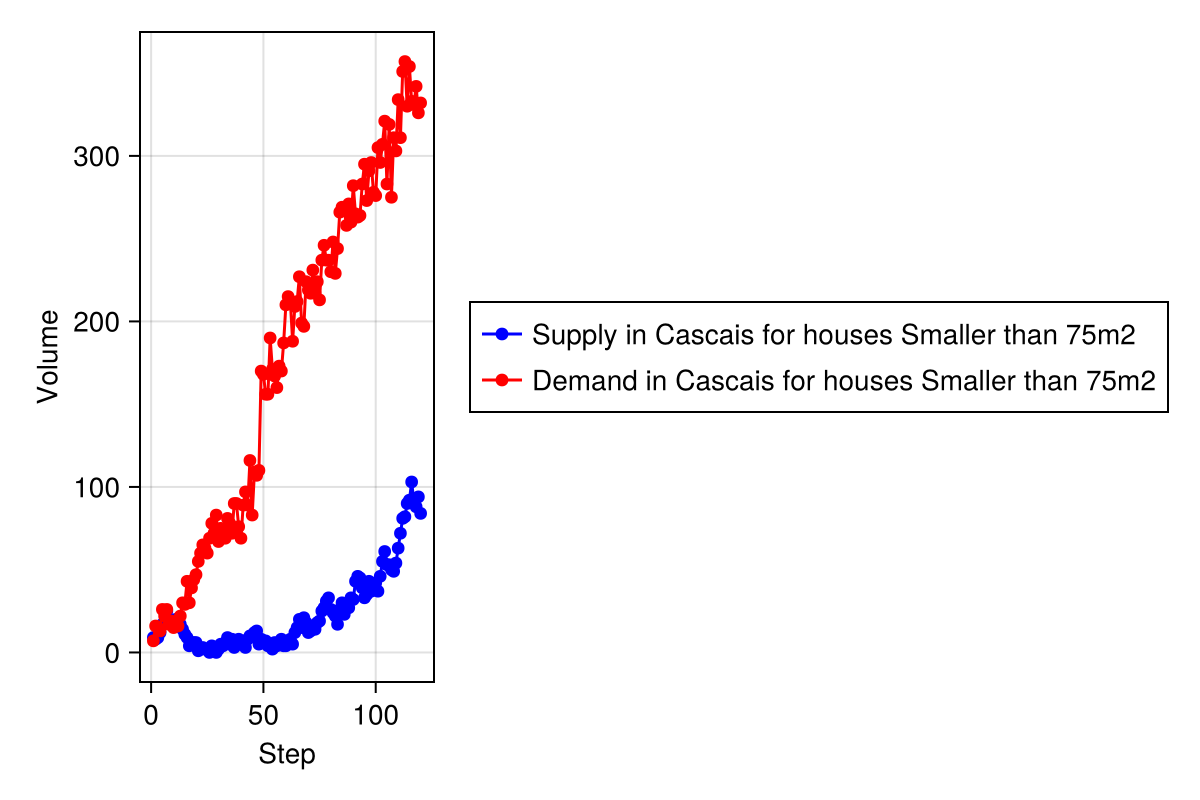 Volume
300
200
100
0
0 50 100
Step
Supply in Cascais for houses Smaller than 75m2
Demand in Cascais for houses Smaller than 75m2